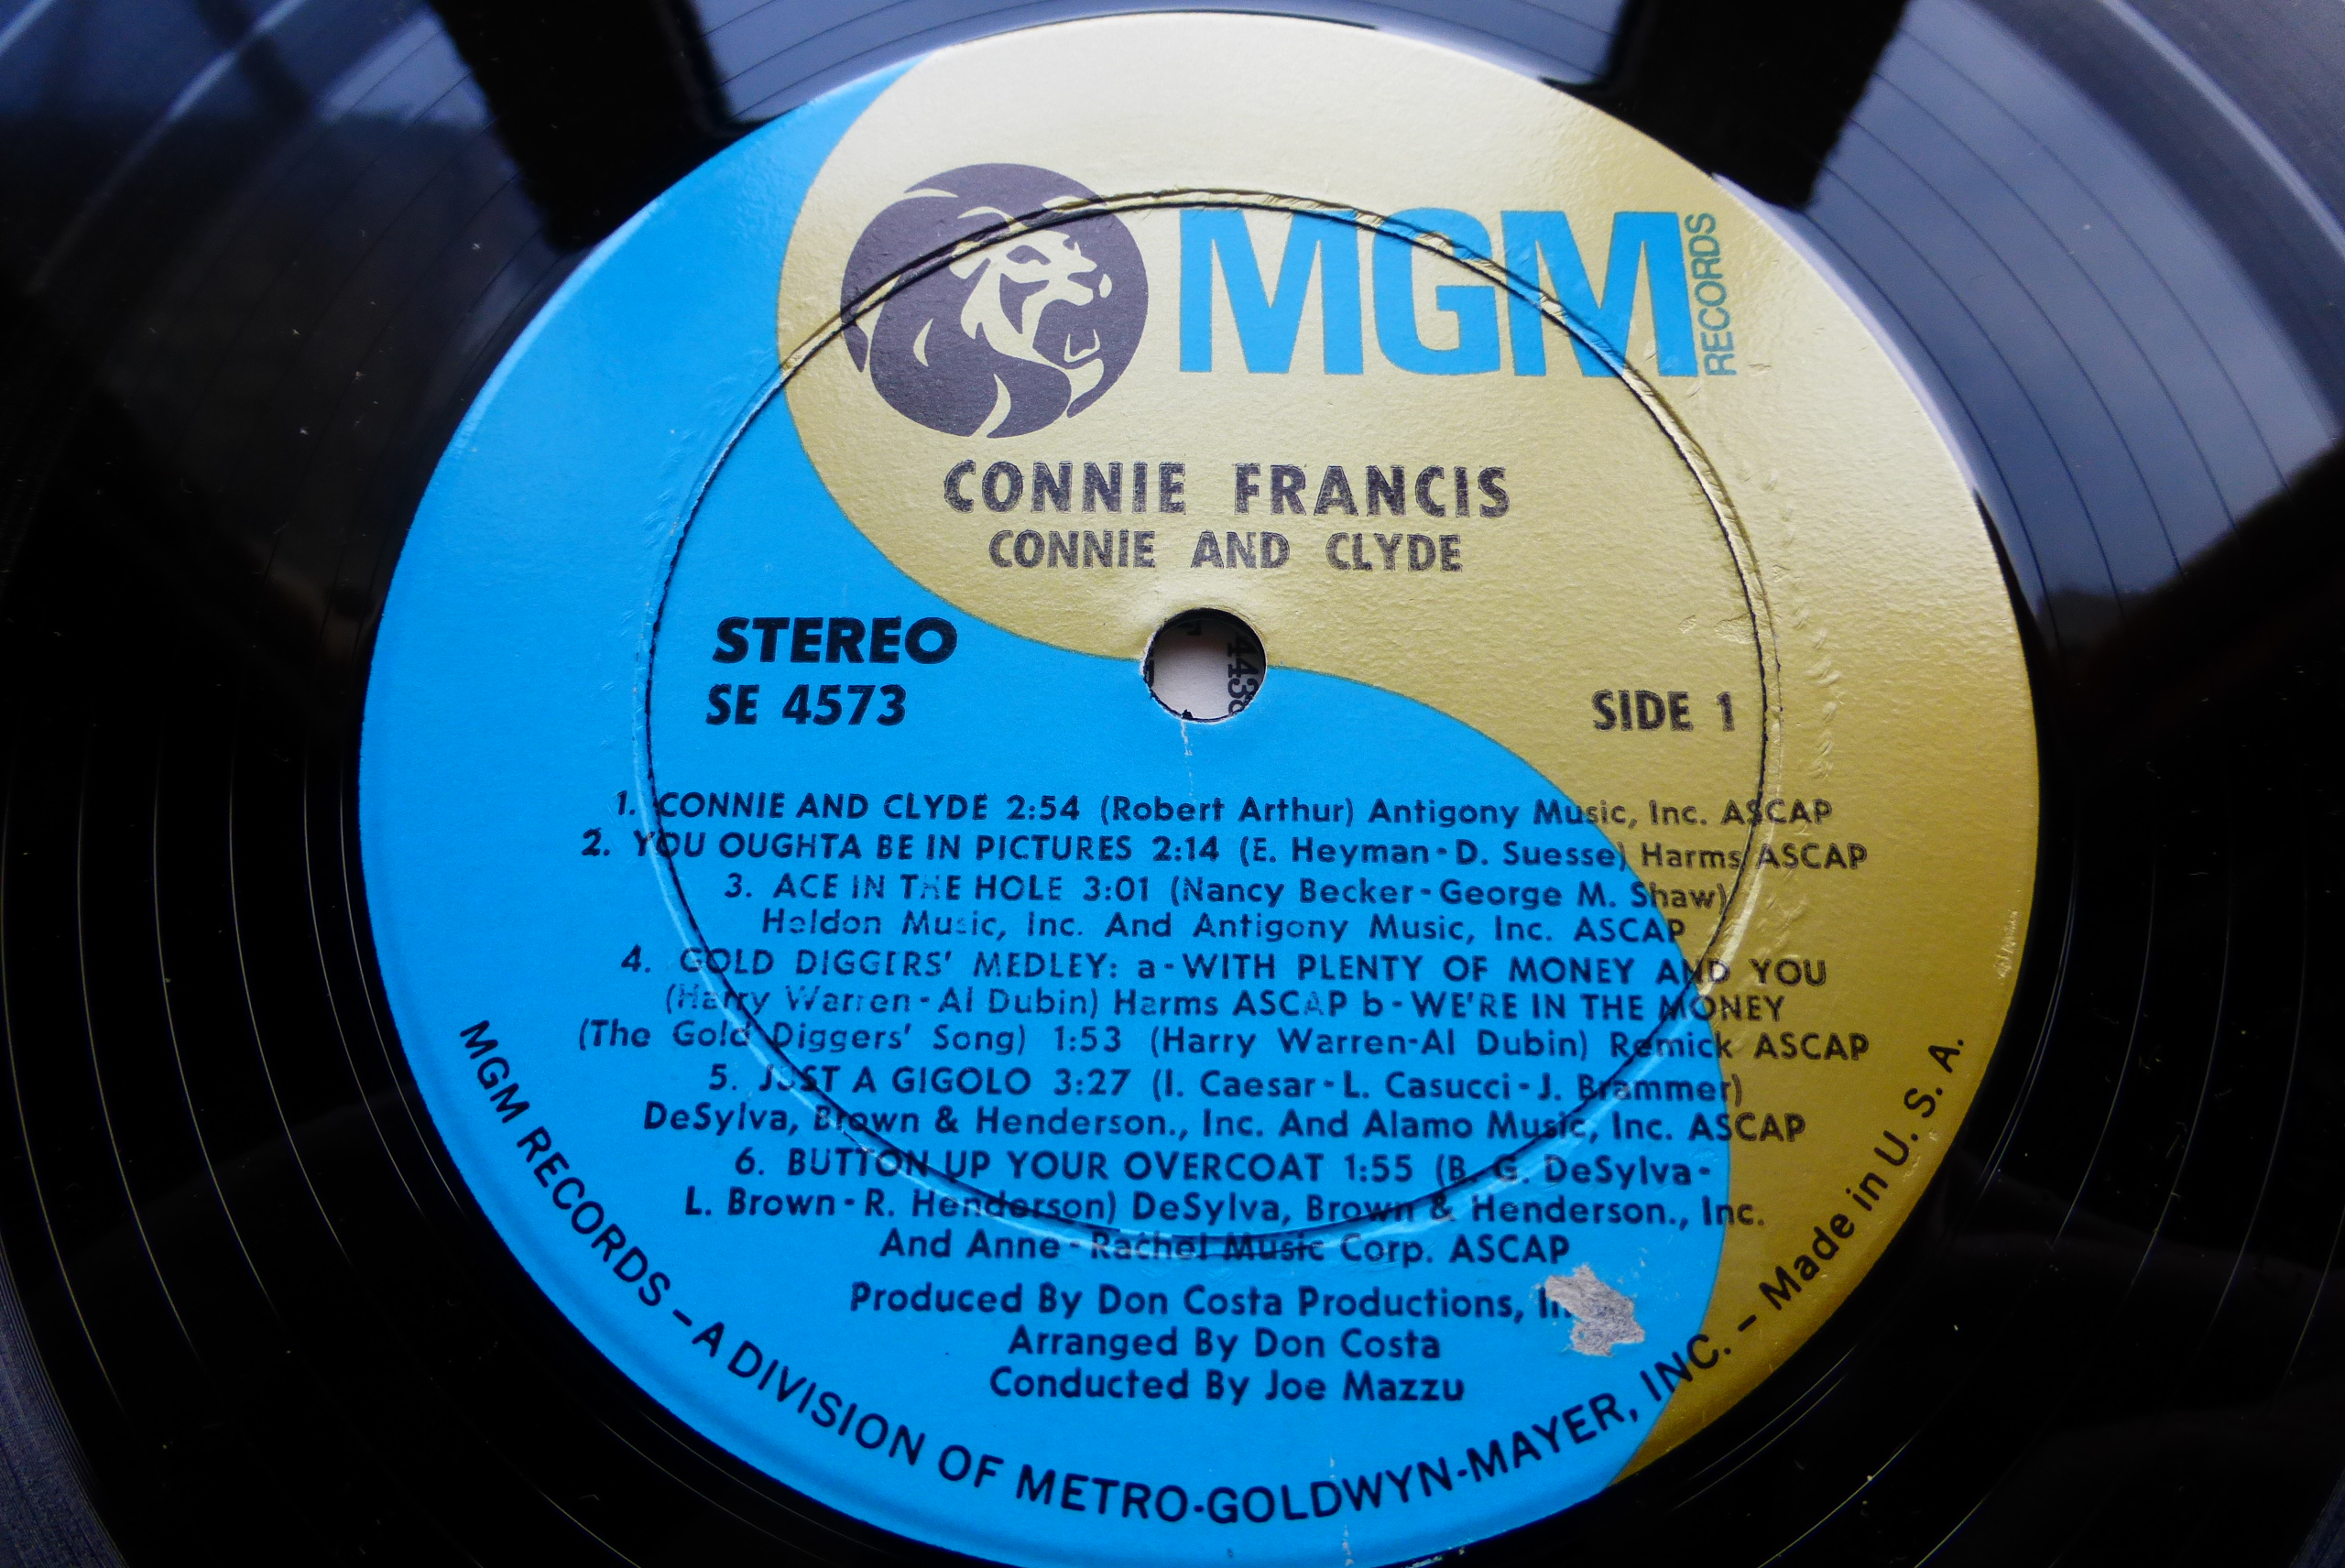 MGM RECORDS
CONNIE FRANCIS
CONNIE AND CLYDE
STEREO
SE 4573
SIDE 1
1. CONNIE AND CLYDE 2:54 (Robert Arthur) Antigony Music, Inc. ASCAP
2. YOU OUGHTA BE IN PICTURES 2:14 (E. Heyman-D. Suesse) Harms ASCAP
3. ACE IN THE HOLE 3:01 (Nancy Becker-George M. Shaw)
Heldon Music, Inc. And Antigony Music, Inc. ASCAP
4. GOLD DIGGERS' MEDLEY: a-WITH PLENTY OF MONEY AND YOU
(Harry Warren-Al Dubin) Harms ASCAP b-WE'RE IN THE MONEY
(The Gold Diggers' Song) 1:53 (Harry Warren-Al Dubin) Remick ASCAP
5. JUST A GIGOLO 3:27 (I. Caesar-L. Casucci-J. Brammer)
DeSylva, Brown & Henderson., Inc. And Alamo Music, Inc. ASCAP
6. BUTTON UP YOUR OVERCOAT 1:55 (B. G. DeSylva-
L. Brown-R. Henderson) DeSylva, Brown & Henderson., Inc.
And Anne-Rachel Music Corp. ASCAP
Produced By Don Costa Productions,
Arranged By Don Costa
Conducted By Joe Mazzu
MGM RECORDS – A DIVISION OF METRO-GOLDWYN-MAYER, INC. – Made in U. S. A.